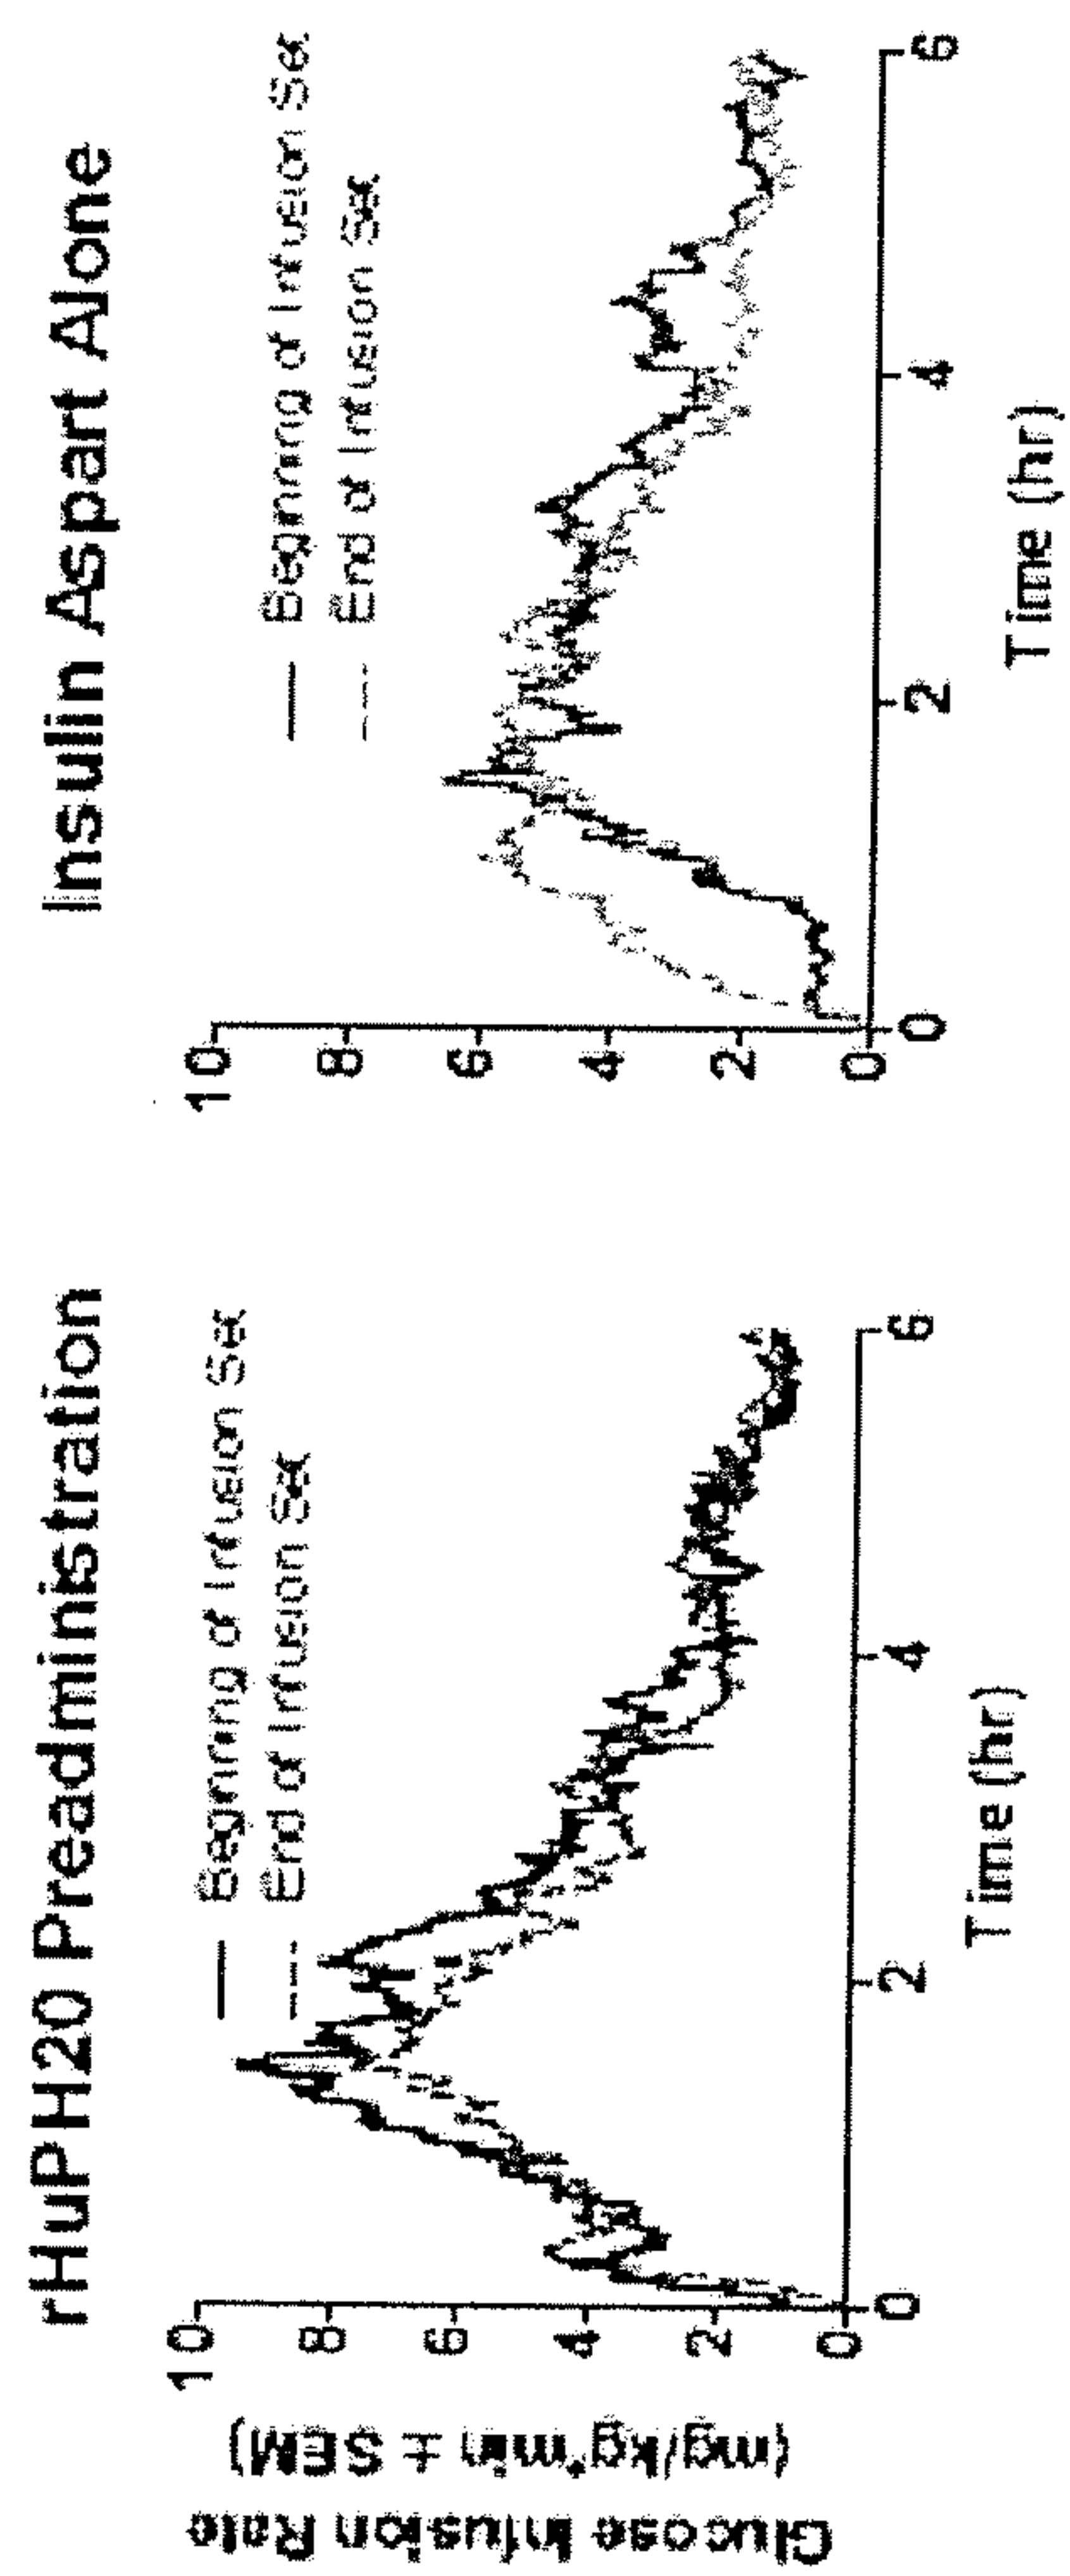 rHuPH20 Preadministration
Beginning of Infusion Set
End of Infusion Set
Glucose Infusion Rate
(mg/kg*min ± SEM)
10
8
6
4
2
0
0
2
4
6
Time (hr)
Insulin Aspart Alone
Beginning of Infusion Set
End of Infusion Set
10
8
6
4
2
0
0
2
4
6
Time (hr)